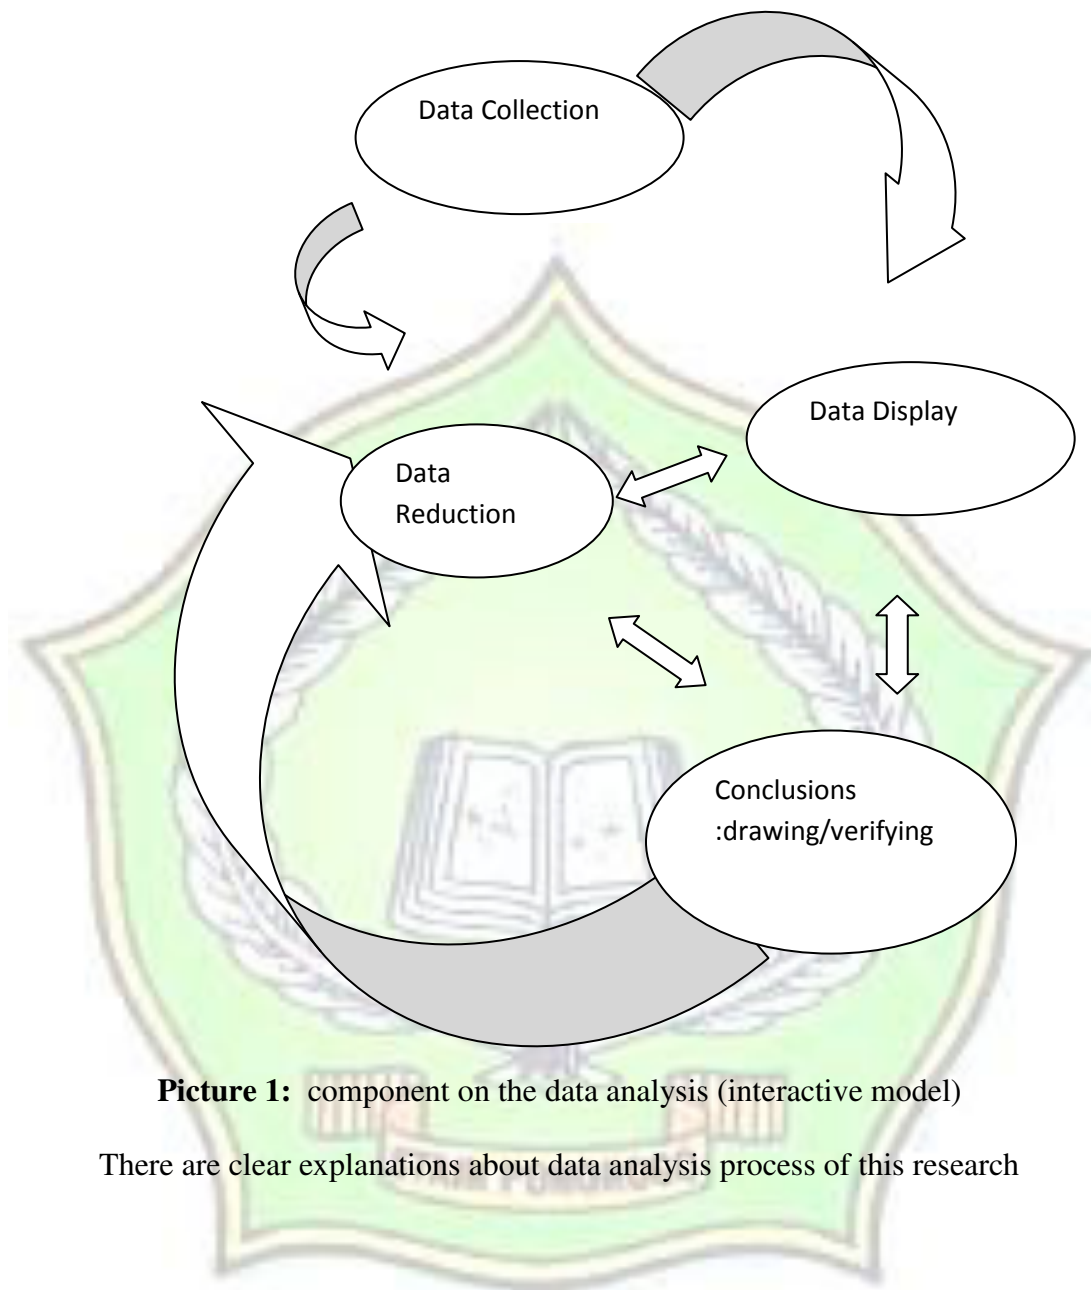 Data Collection
Data Display
Data
Reduction
Conclusions
:drawing/verifying
Picture 1: component on the data analysis (interactive model)
There are clear explanations about data analysis process of this research